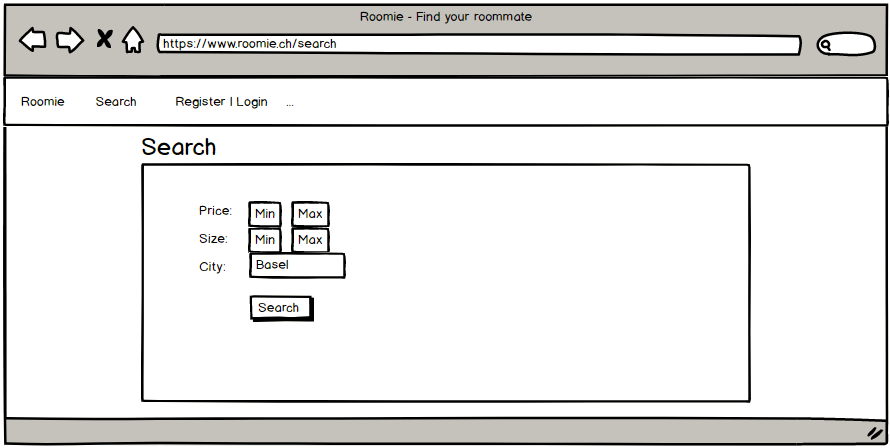 Roomie - Find your roommate
https://www.roomie.ch/search
Roomie Search Register | Login ...
Search
Price: Min Max
Size: Min Max
City: Basel
Search